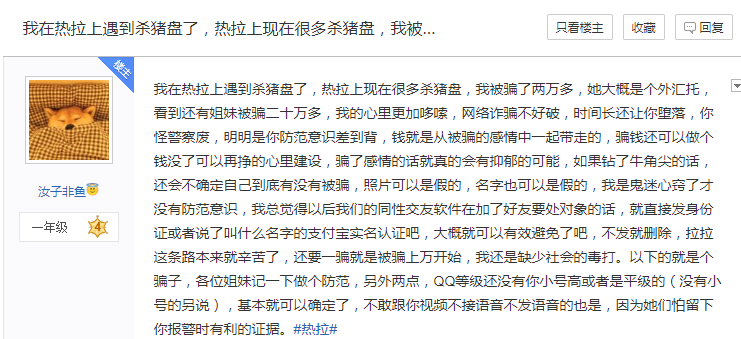 我在热拉上遇到杀猪盘了，热拉上现在很多杀猪盘，我被...
只看楼主
收藏
回复
楼主
我在热拉上遇到杀猪盘了，热拉上现在很多杀猪盘，我被骗了两万多，她大概是个外汇托，
看到还有姐妹被骗二十万多，我的心里更加哆嗦，网络诈骗不好破，时间长还让你堕落，你
怪警察废，明明是你防范意识差到背，钱就是从被骗的感情中一起带走的，骗钱还可以做个
钱没了可以再挣的心里建设，骗了感情的话就真的会有抑郁的可能，如果钻了牛角尖的话，
还会不确定自己到底有没有被骗，照片可以是假的，名字也可以是假的，我是鬼迷心窍了才
没有防范意识，我总觉得以后我们的同性交友软件在加了好友要处对象的话，就直接发身份
证或者说了叫什么名字的支付宝实名认证吧，大概就可以有效避免了吧，不发就删除，拉拉
这条路本来就辛苦了，还要一骗就是被骗上万开始，我还是缺少社会的毒打。以下的就是个
骗子，各位姐妹记一下做个防范，另外两点，QQ等级还没有你小号高或者是平级的（没有小
号的另说），基本就可以确定了，不敢跟你视频不接语音不发语音的也是，因为她们怕留下
你报警时有利的证据。#热拉#
汝子非鱼
一年级
4